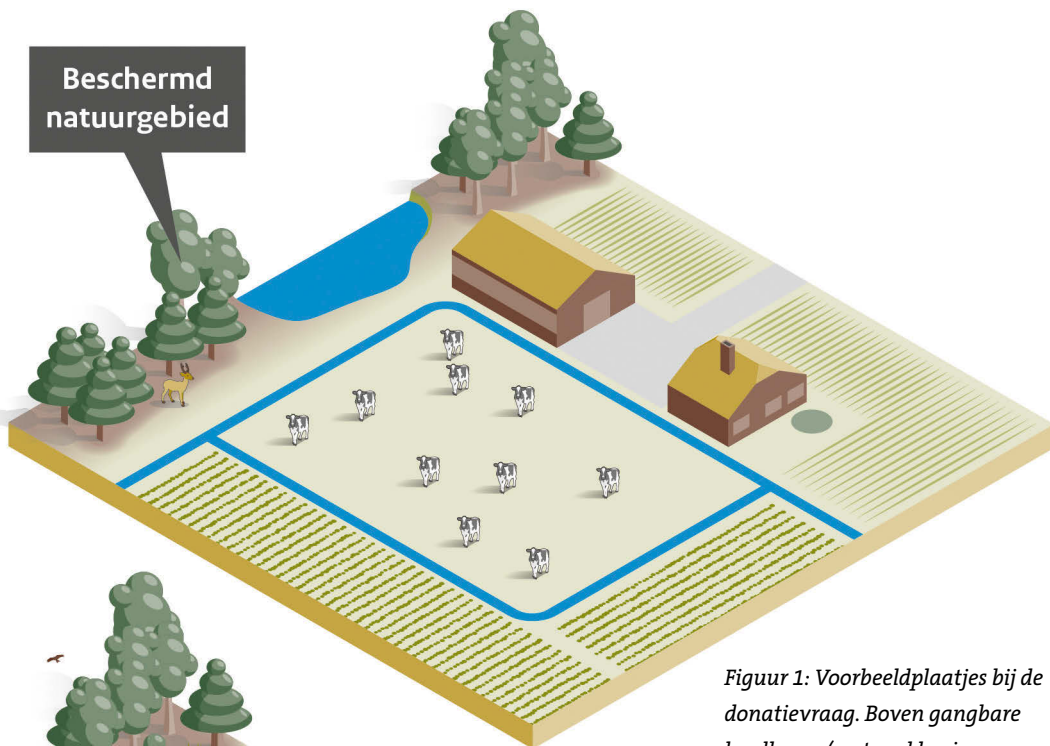 Beschermd
natuurgebied
Figuur 1: Voorbeeldplaatjes bij de
donatievraag. Boven gangbare